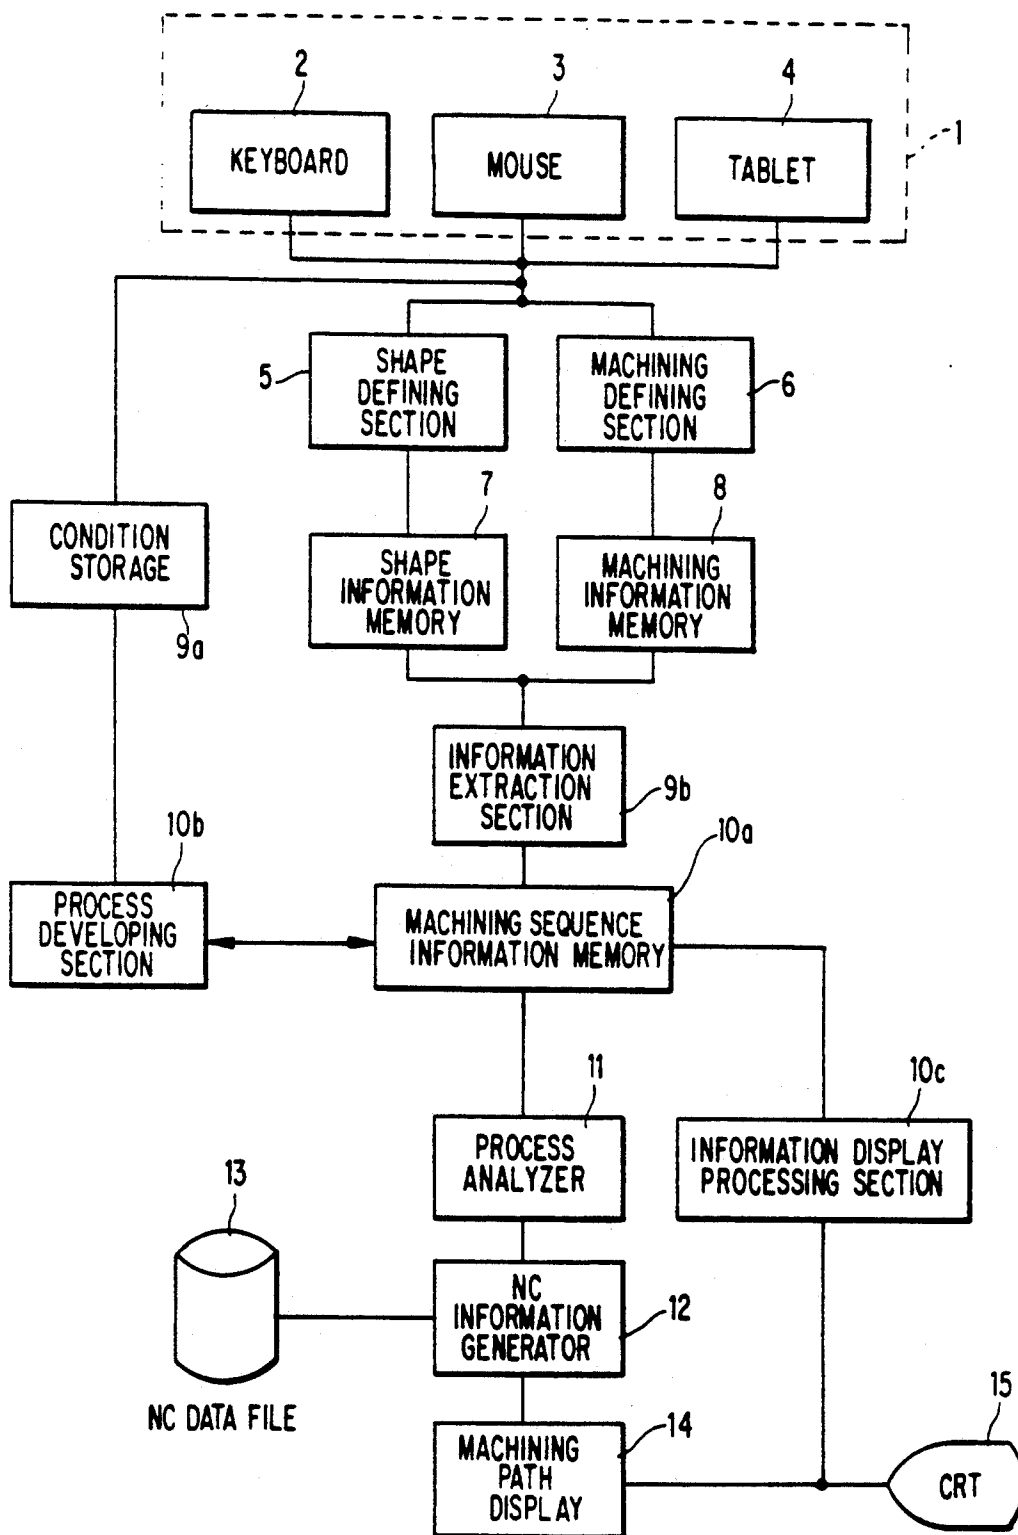 2
3
4
KEYBOARD
MOUSE
TABLET
1
5
SHAPE
DEFINING
SECTION
MACHINING
DEFINING
SECTION
6
7
8
CONDITION
STORAGE
9a
SHAPE
INFORMATION
MEMORY
MACHINING
INFORMATION
MEMORY
INFORMATION
EXTRACTION
SECTION
9b
10b
10a
PROCESS
DEVELOPING
SECTION
MACHINING SEQUENCE
INFORMATION MEMORY
11
10c
PROCESS
ANALYZER
INFORMATION DISPLAY
PROCESSING SECTION
13
NC
INFORMATION
GENERATOR
12
NC DATA FILE
14
MACHINING
PATH
DISPLAY
15
CRT